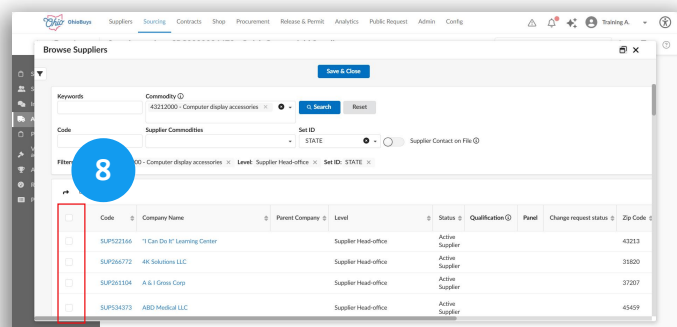 Ohio OhioBuys Suppliers Sourcing Contracts Shop Procurement Release & Permit Analytics Public Request Admin Config Training A.
Browse Suppliers
Save & Close
Keywords Commodity
43212000 - Computer display accessories × Search Reset
Code Supplier Commodities Set ID
STATE Supplier Contact on File
8
- Computer display accessories × Level: Supplier Head-office × Set ID: STATE ×
Code Company Name Parent Company Level Status Qualification Panel Change request status Zip Code
SUP522166 "I Can Do It" Learning Center Supplier Head-office Active Supplier 43213
SUP266772 4K Solutions LLC Supplier Head-office Active Supplier 31820
SUP261104 A & I Gross Corp Supplier Head-office Active Supplier 37207
SUP534373 ABD Medical LLC Supplier Head-office Active Supplier 45459